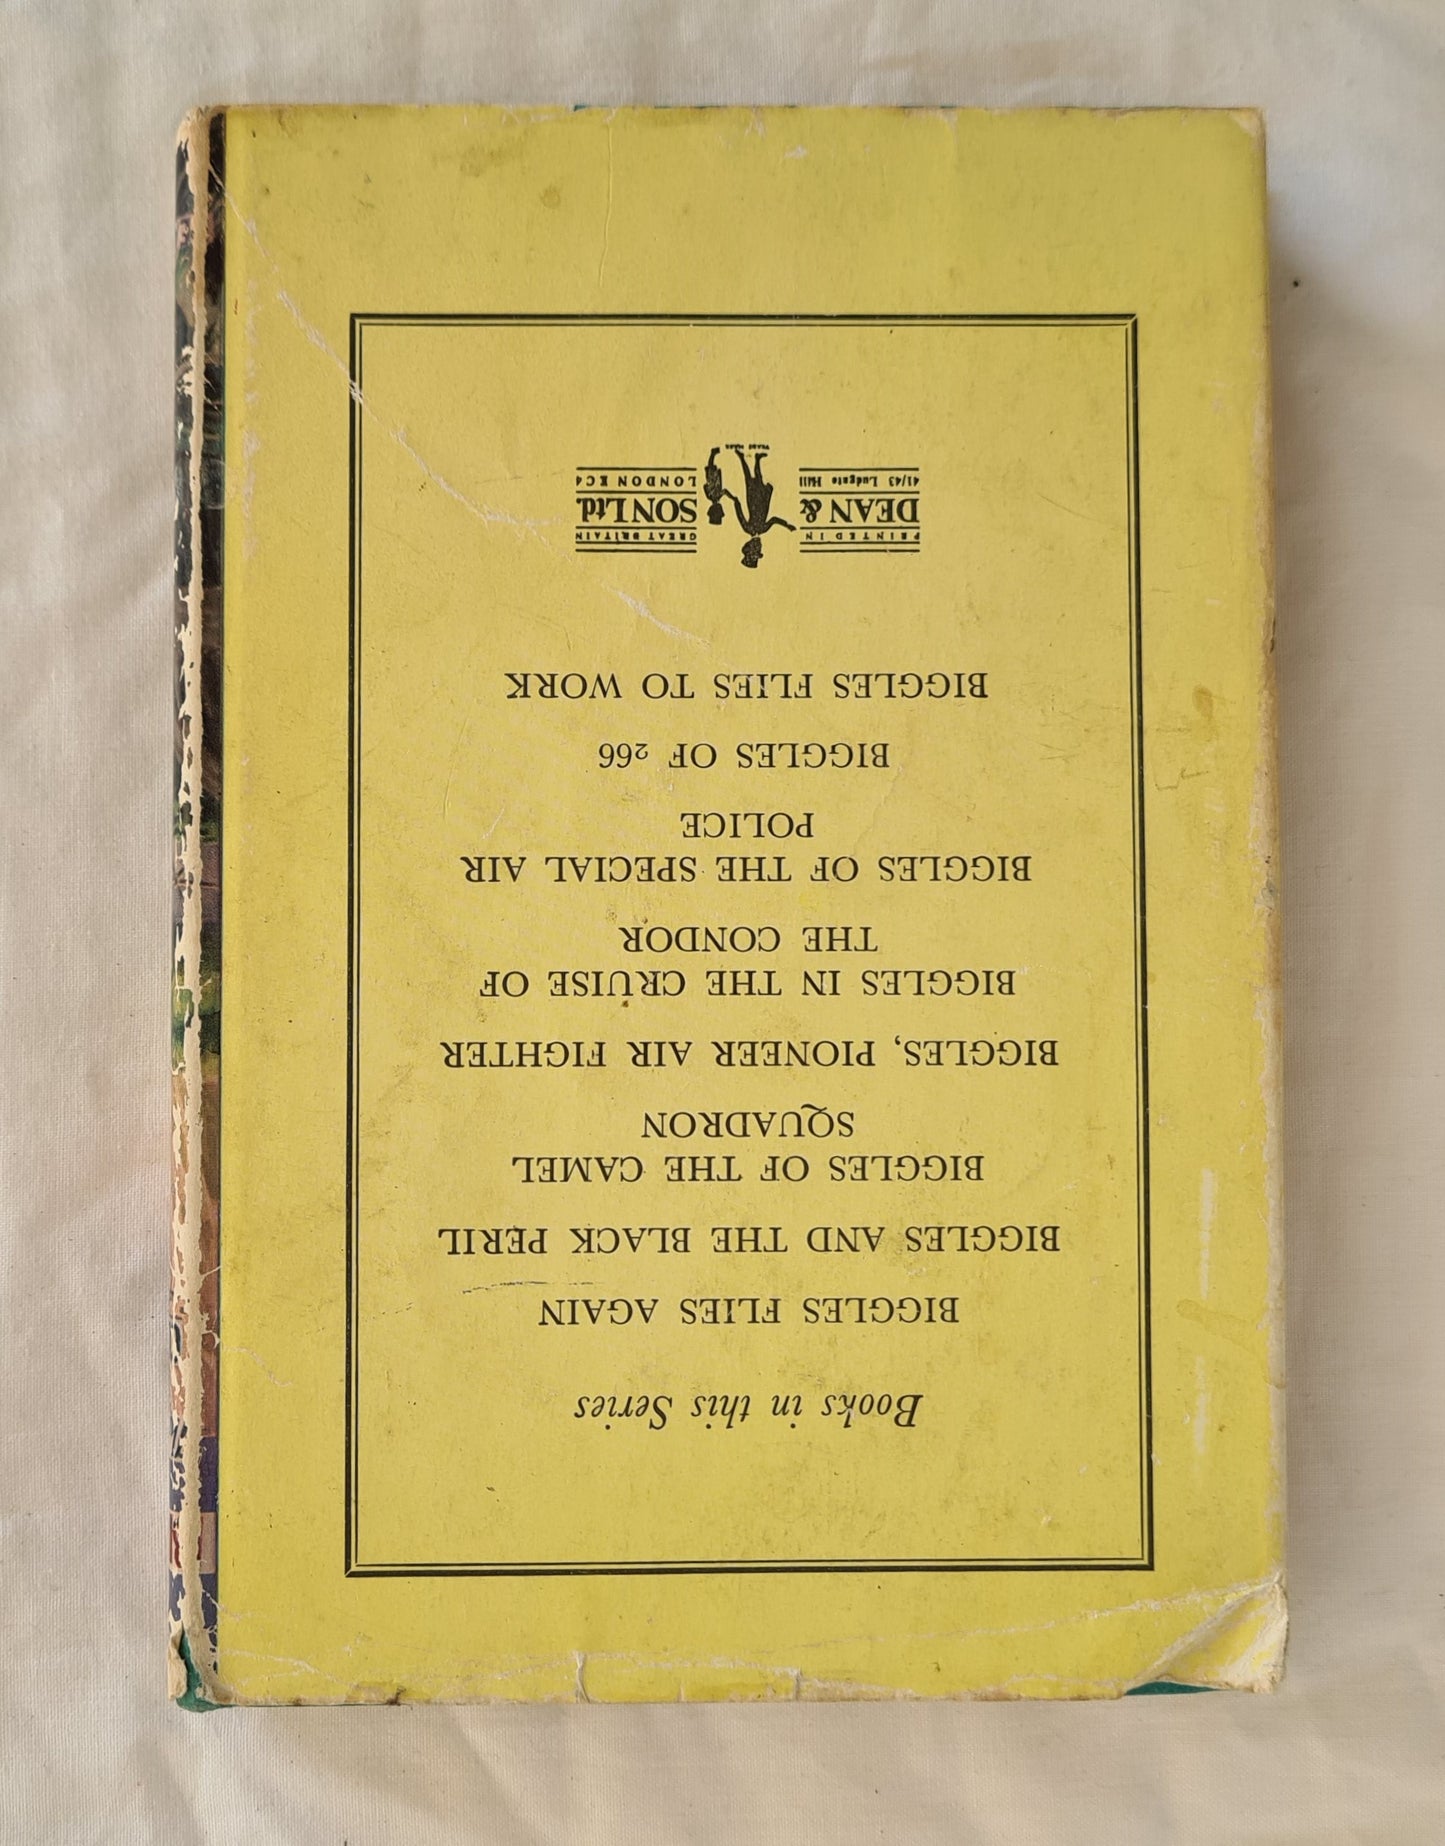 Books in this Series
BIGGLES FLIES AGAIN
BIGGLES AND THE BLACK PERIL
BIGGLES OF THE CAMEL
SQUADRON
BIGGLES, PIONEER AIR FIGHTER
BIGGLES IN THE CRUISE OF
THE CONDOR
BIGGLES OF THE SPECIAL AIR
POLICE
BIGGLES OF 266
BIGGLES FLIES TO WORK
PRINTED IN GREAT BRITAIN
DEAN & SON Ltd.
41/43 Ludgate Hill LONDON EC4
TRADE MARK